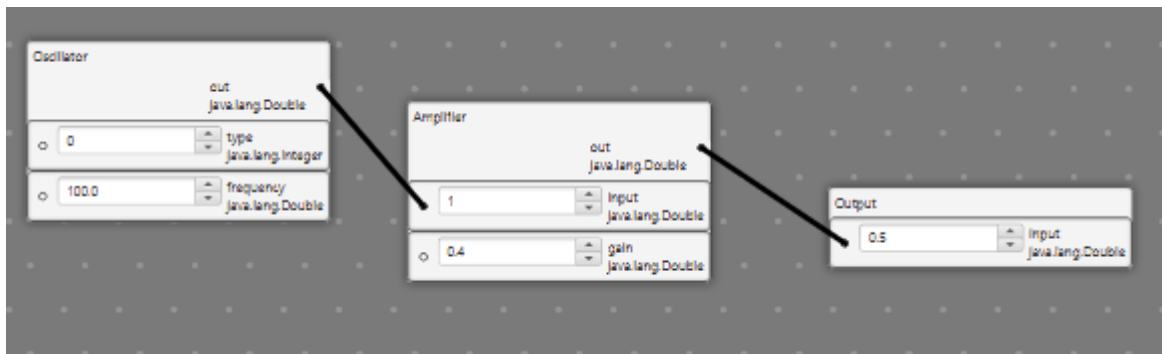 Oscillator
out
java.lang.Double
0
type
java.lang.Integer
100.0
frequency
java.lang.Double
Amplifier
out
java.lang.Double
1
input
java.lang.Double
0.4
gain
java.lang.Double
Output
0.5
input
java.lang.Double